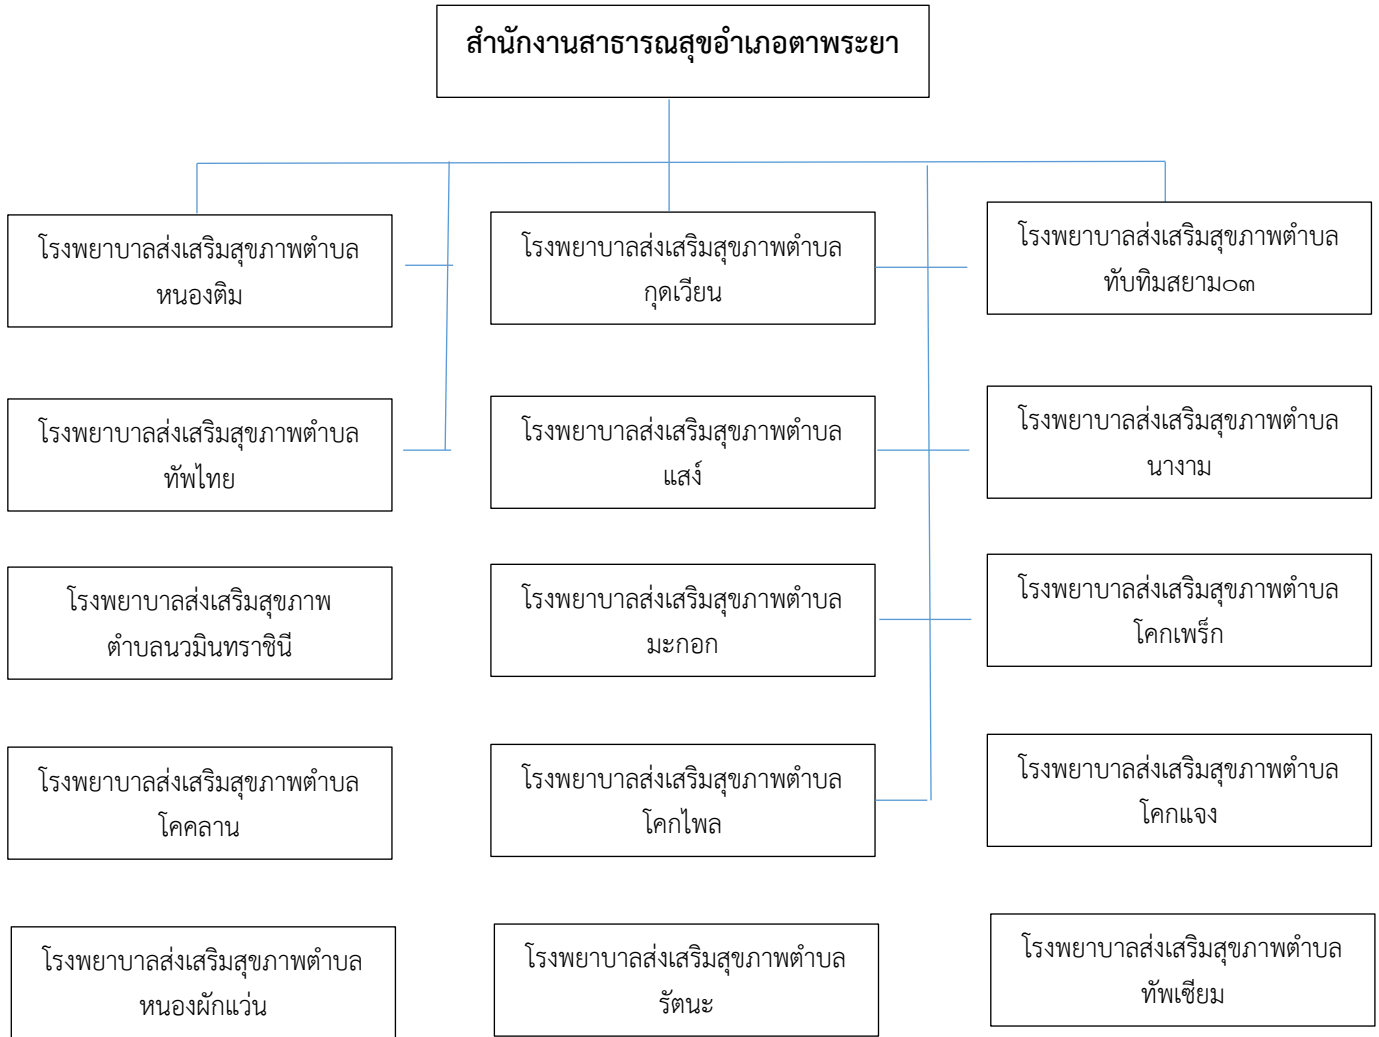 สำนักงานสาธารณสุขอำเภอตาพระยา
โรงพยาบาลส่งเสริมสุขภาพตำบล
หนองติม
โรงพยาบาลส่งเสริมสุขภาพตำบล
กุดเวียน
โรงพยาบาลส่งเสริมสุขภาพตำบล
ทับทิมสยาม๐๓
โรงพยาบาลส่งเสริมสุขภาพตำบล
ทัพไทย
โรงพยาบาลส่งเสริมสุขภาพตำบล
แสง์
โรงพยาบาลส่งเสริมสุขภาพตำบล
นางาม
โรงพยาบาลส่งเสริมสุขภาพ
ตำบลนวมินทราชินี
โรงพยาบาลส่งเสริมสุขภาพตำบล
มะกอก
โรงพยาบาลส่งเสริมสุขภาพตำบล
โคกเพร็ก
โรงพยาบาลส่งเสริมสุขภาพตำบล
โคคลาน
โรงพยาบาลส่งเสริมสุขภาพตำบล
โคกไพล
โรงพยาบาลส่งเสริมสุขภาพตำบล
โคกแจง
โรงพยาบาลส่งเสริมสุขภาพตำบล
หนองผักแว่น
โรงพยาบาลส่งเสริมสุขภาพตำบล
รัตนะ
โรงพยาบาลส่งเสริมสุขภาพตำบล
ทัพเซียม